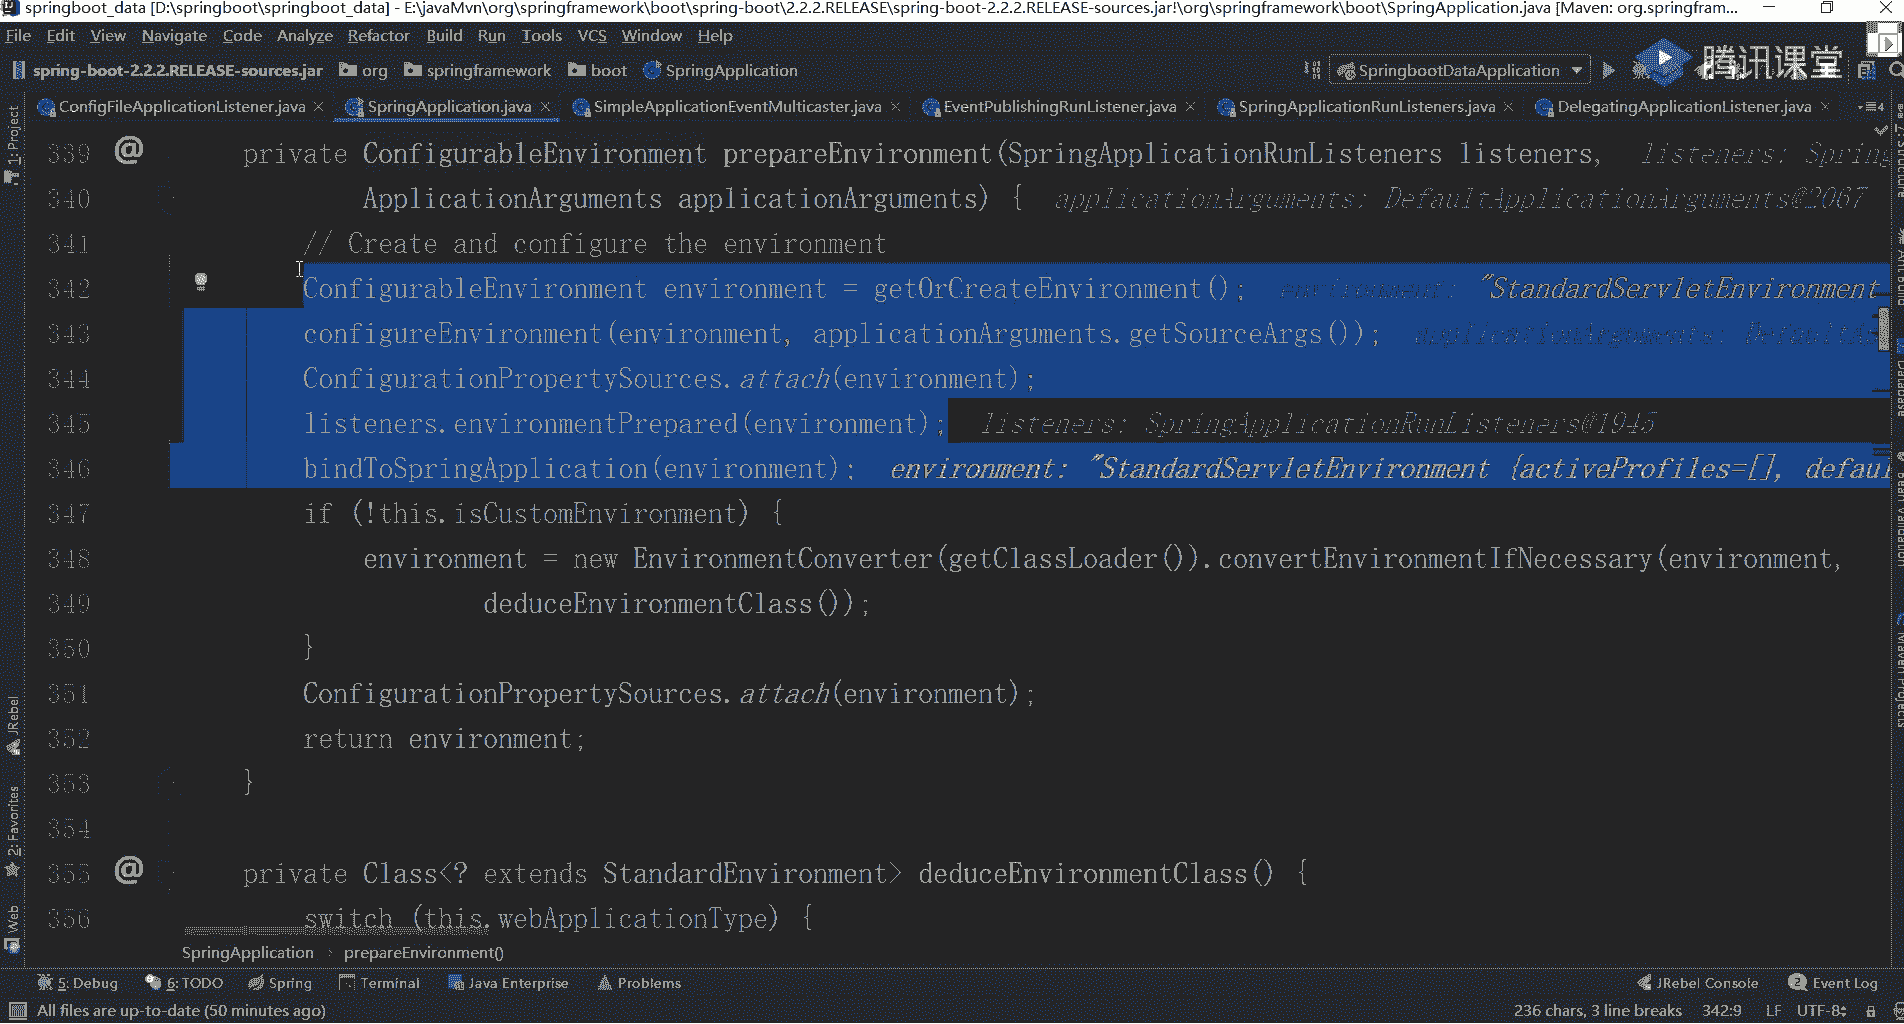 springboot_data [D:\springboot\springboot_data] - E:\javaMvn\org\springframework\boot\spring-boot\2.2.2.RELEASE\spring-boot-2.2.2.RELEASE-sources.jar!\org\springframework\boot\SpringApplication.java [Maven: org.springfram...
File Edit View Navigate Code Analyze Refactor Build Run Tools VCS Window Help
spring-boot-2.2.2.RELEASE-sources.jar org springframework boot SpringApplication SpringbootDataApplication 腾讯课堂
ConfigFileApplicationListener.java SpringApplication.java SimpleApplicationEventMulticaster.java EventPublishingRunListener.java SpringApplicationRunListeners.java DelegatingApplicationListener.java 4
1: Project
339 @ private ConfigurableEnvironment prepareEnvironment(SpringApplicationRunListeners listeners, listeners: Spring
340 ApplicationArguments applicationArguments) { applicationArguments: DefaultApplicationArguments@2067
341 // Create and configure the environment
342 ConfigurableEnvironment environment = getOrCreateEnvironment(); environment: "StandardServletEnvironment
343 configureEnvironment(environment, applicationArguments.getSourceArgs()); applicationArguments:
344 ConfigurationPropertySources.attach(environment);
345 listeners.environmentPrepared(environment); listeners: SpringApplicationRunListeners@1945
346 bindToSpringApplication(environment); environment: "StandardServletEnvironment {activeProfiles=[], defaul
347 if (!this.isCustomEnvironment) {
348 environment = new EnvironmentConverter(getClassLoader()).convertEnvironmentIfNecessary(environment,
349 deduceEnvironmentClass());
350 }
351 ConfigurationPropertySources.attach(environment);
352 return environment;
353 }
354
355 @ private Class<? extends StandardEnvironment> deduceEnvironmentClass() {
356 switch (this.webApplicationType) {
JRebel
2: Favorites
Web
Database
SpringApplication › prepareEnvironment()
5: Debug 6: TODO Spring Terminal Java Enterprise Problems JRebel Console 2 Event Log
All files are up-to-date (50 minutes ago) 236 chars, 3 line breaks 342:9 LF UTF-8